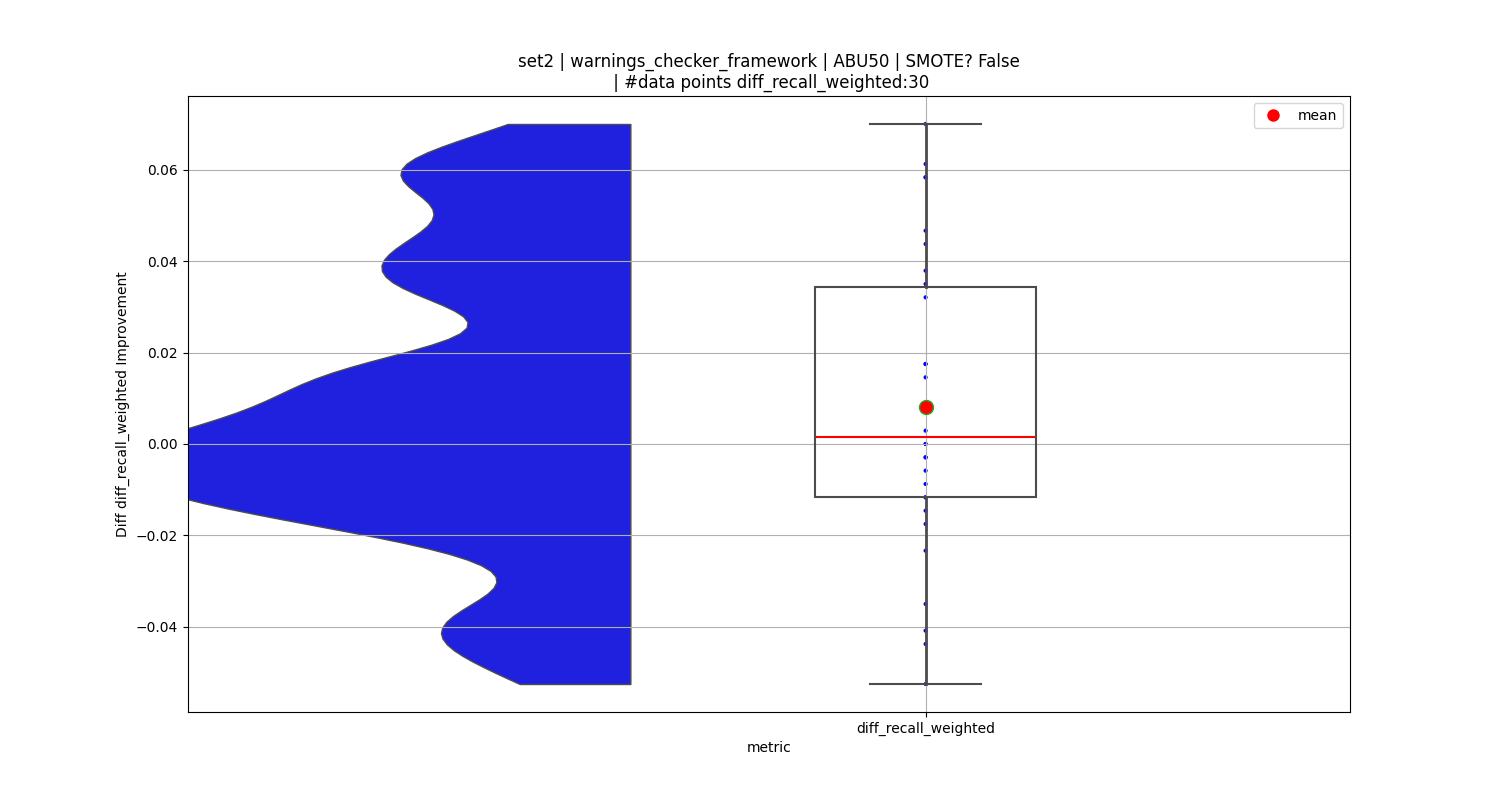 set2 | warnings_checker_framework | ABU50 | SMOTE? False
| #data points diff_recall_weighted:30
mean
Diff diff_recall_weighted Improvement
0.06
0.04
0.02
0.00
−0.02
−0.04
diff_recall_weighted
metric